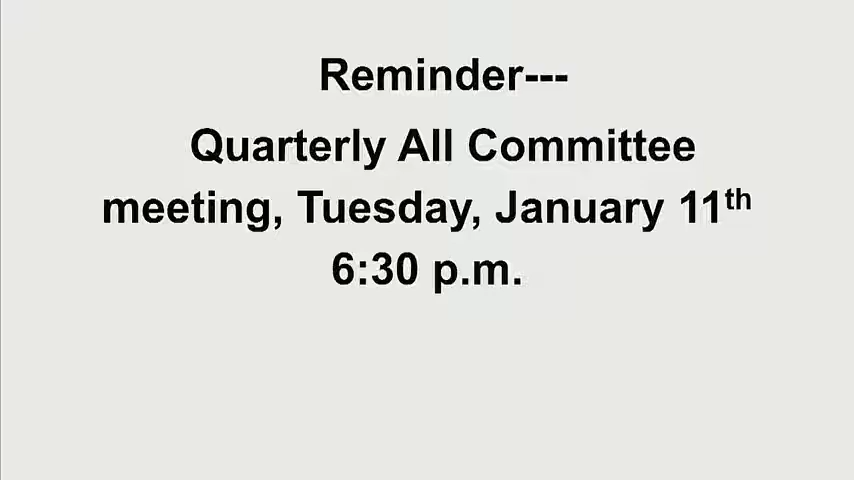 Reminder---
Quarterly All Committee
meeting, Tuesday, January 11th
6:30 p.m.